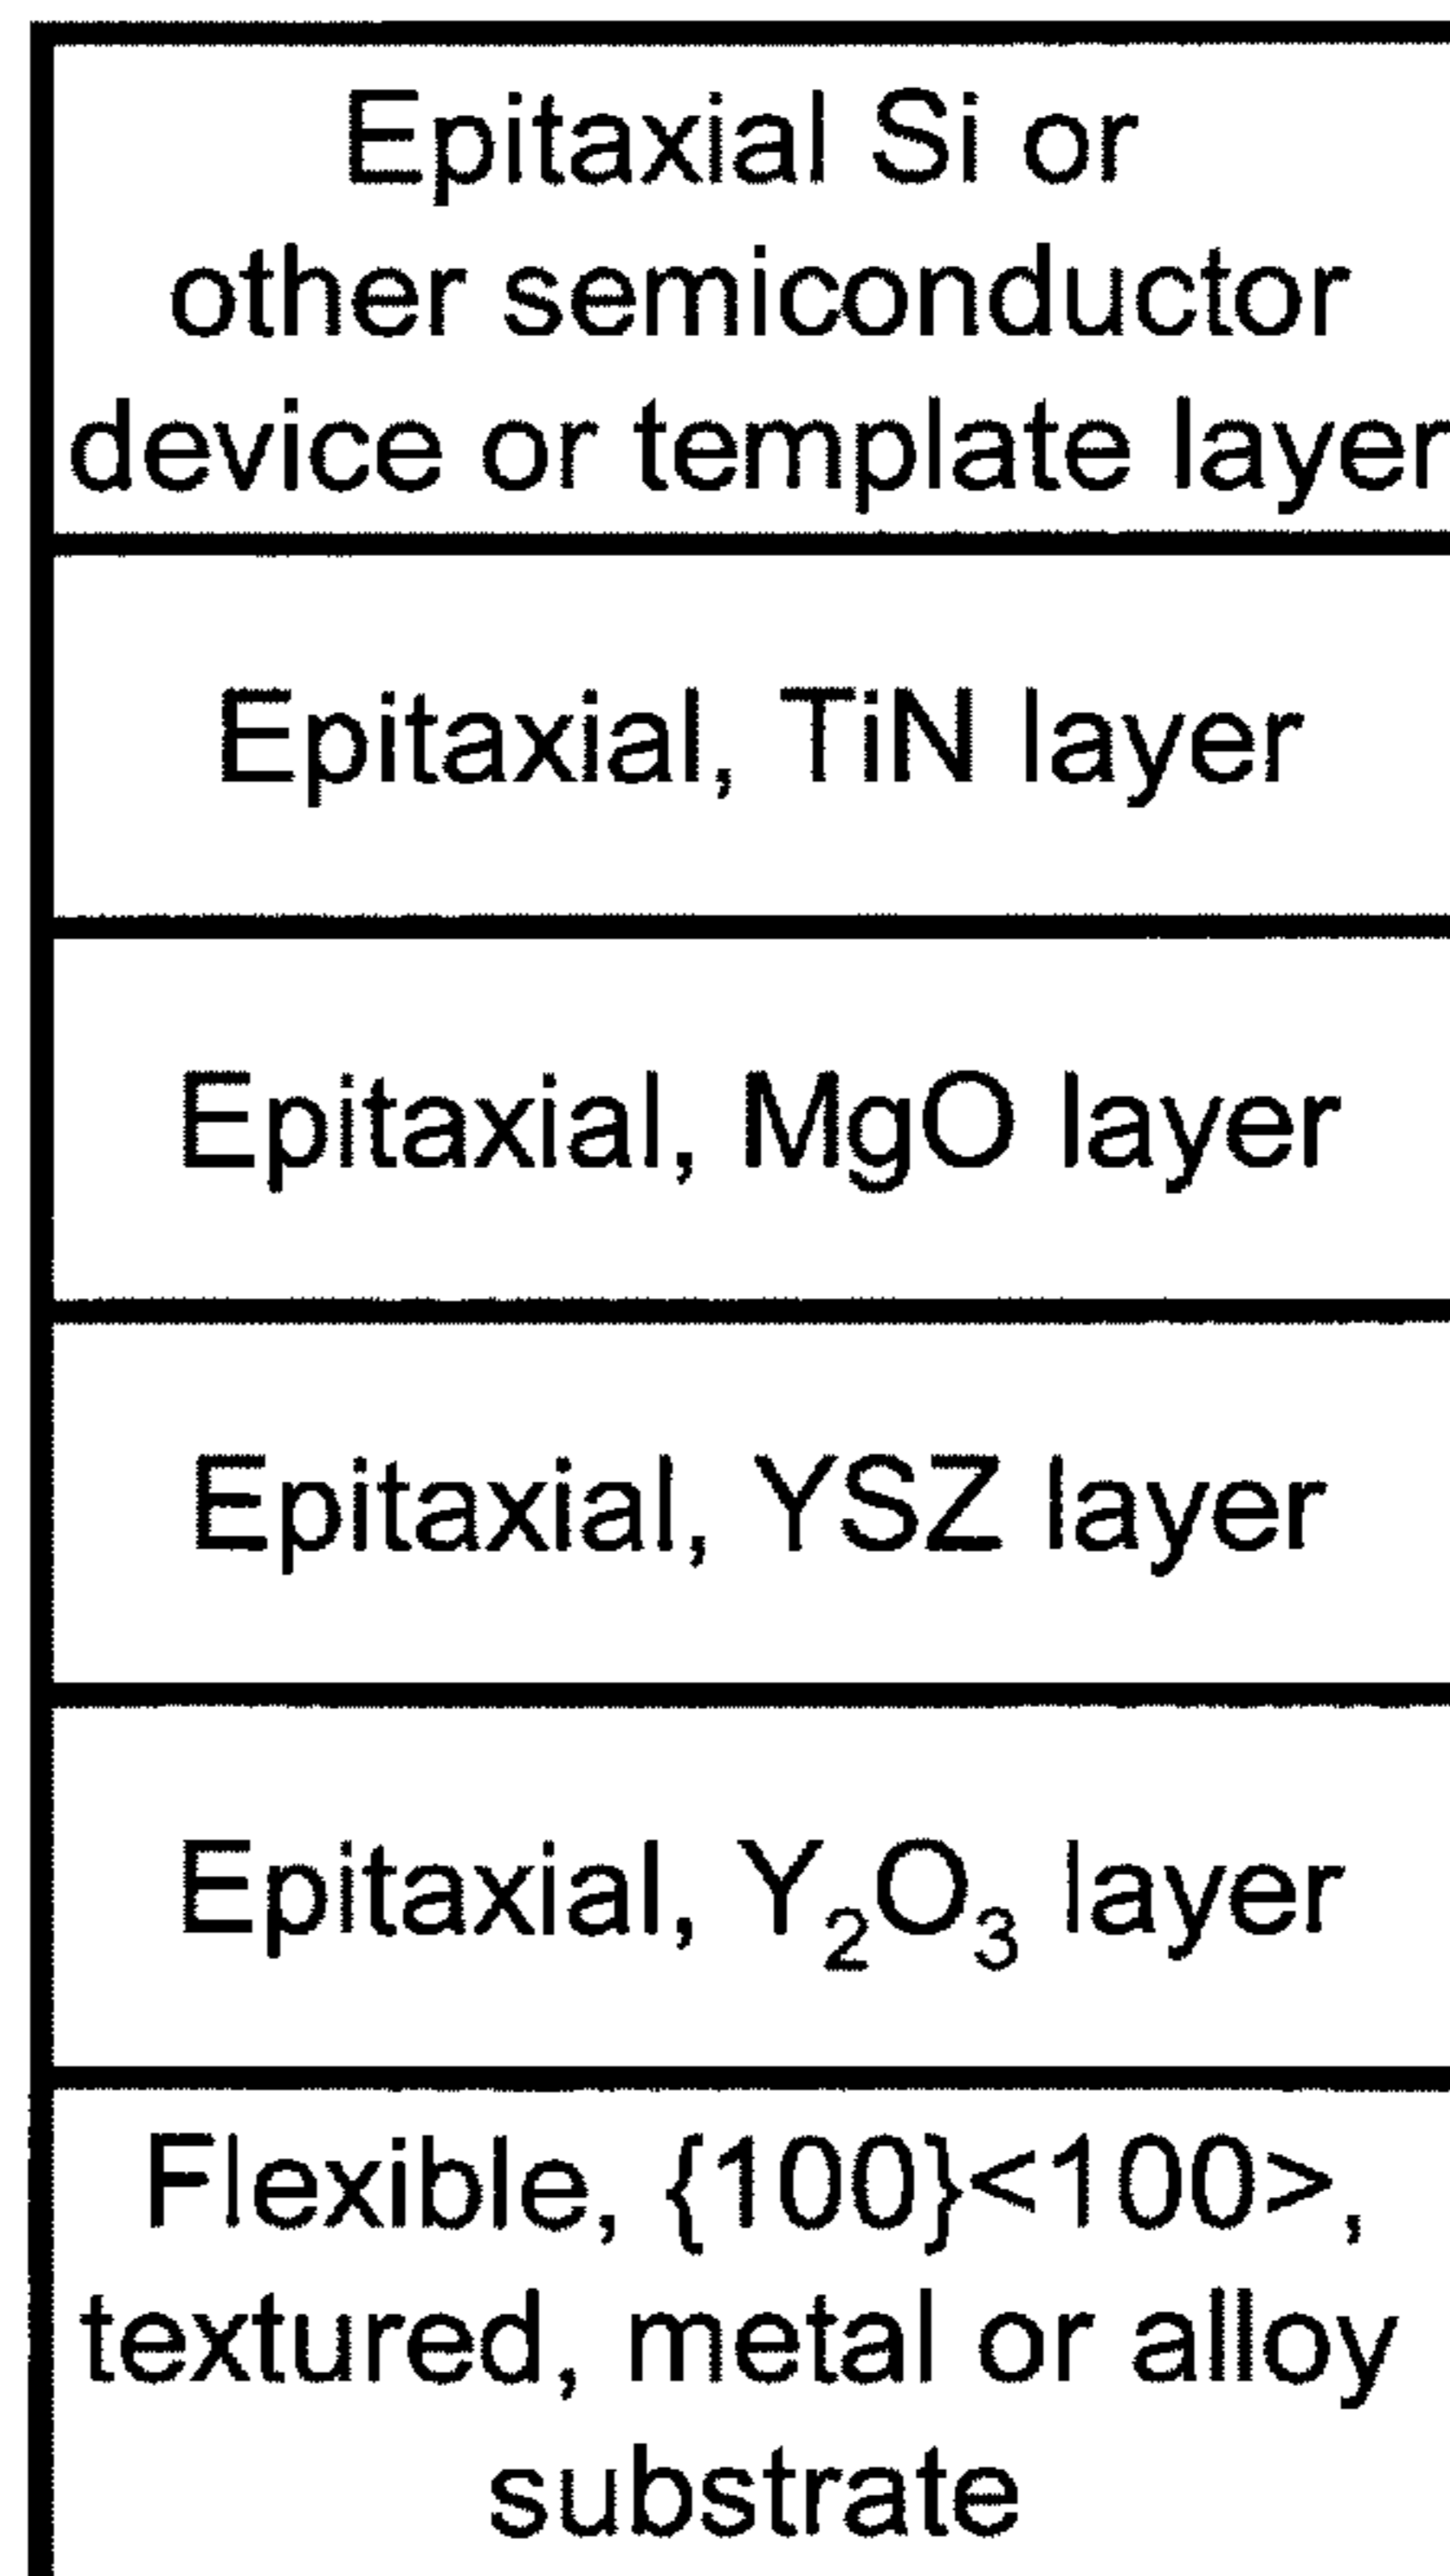 Epitaxial Si or
other semiconductor
device or template layer
Epitaxial, TiN layer
Epitaxial, MgO layer
Epitaxial, YSZ layer
Epitaxial, Y₂O₃ layer
Flexible, {100}<100>,
textured, metal or alloy
substrate